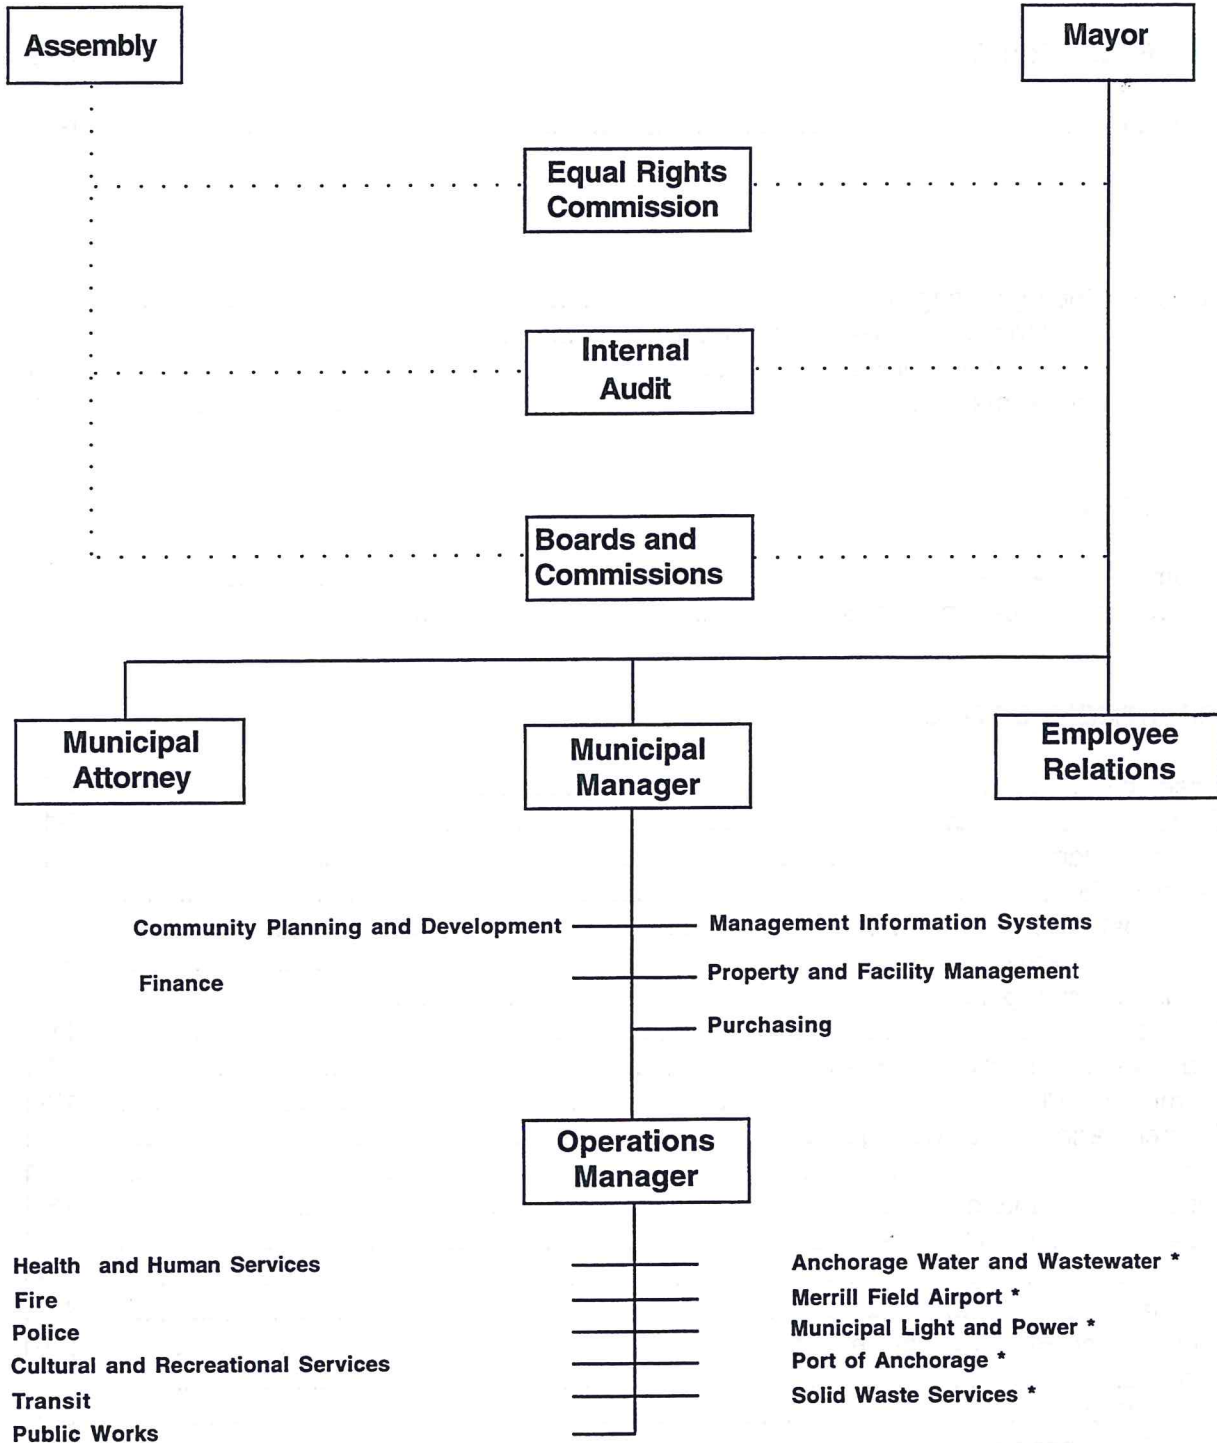 Assembly
Mayor
Equal Rights
Commission
Internal
Audit
Boards and
Commissions
Municipal
Attorney
Municipal
Manager
Employee
Relations
Community Planning and Development
Management Information Systems
Finance
Property and Facility Management
Purchasing
Operations
Manager
Health and Human Services
Anchorage Water and Wastewater *
Fire
Merrill Field Airport *
Police
Municipal Light and Power *
Cultural and Recreational Services
Port of Anchorage *
Transit
Solid Waste Services *
Public Works